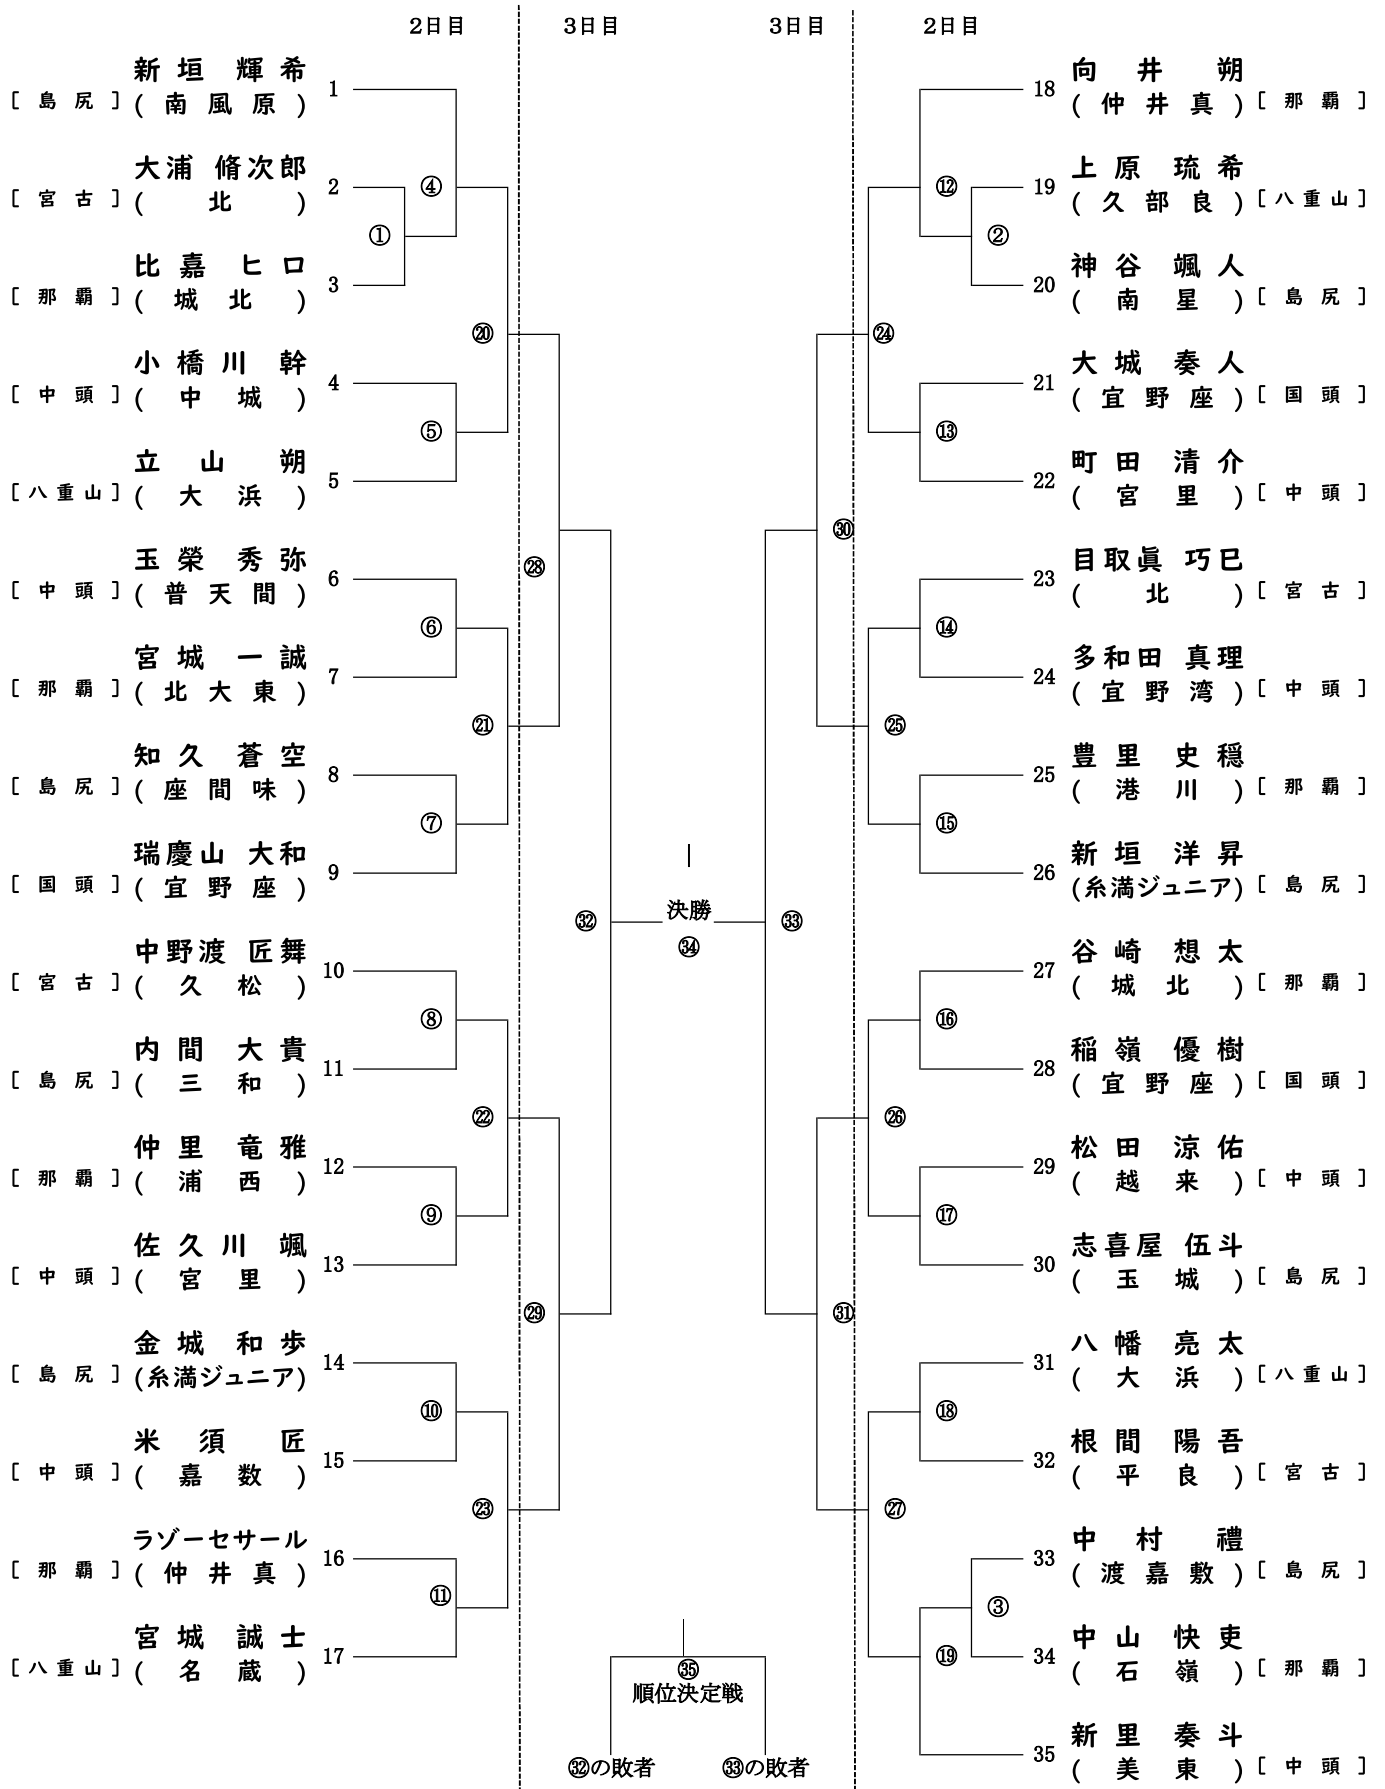 2日目
3日目
3日目
2日目
新垣 輝希
[島尻] (南風原) 1
大浦 脩次郎
[宮古] (北) 2
比嘉 ヒロ
[那覇] (城北) 3
小橋川 幹
[中頭] (中城) 4
立山 朔
[八重山] (大浜) 5
玉榮 秀弥
[中頭] (普天間) 6
宮城 一誠
[那覇] (北大東) 7
知久 蒼空
[島尻] (座間味) 8
瑞慶山 大和
[国頭] (宜野座) 9
中野渡 匠舞
[宮古] (久松) 10
内間 大貴
[島尻] (三和) 11
仲里 竜雅
[那覇] (浦西) 12
佐久川 颯
[中頭] (宮里) 13
金城 和歩
[島尻] (糸満ジュニア) 14
米須 匠
[中頭] (嘉数) 15
ラゾーセサール
[那覇] (仲井真) 16
宮城 誠士
[八重山] (名蔵) 17
①
④
⑤
⑥
⑦
⑧
⑨
⑩
⑪
⑳
㉑
㉒
㉓
㉘
㉙
㉜
決勝
㉞
㉝
㉚
㉛
㉔
㉕
㉖
㉗
⑫
②
⑬
⑭
⑮
⑯
⑰
⑱
③
⑲
向井 朔
18 (仲井真) [那覇]
上原 琉希
19 (久部良) [八重山]
神谷 颯人
20 (南星) [島尻]
大城 奏人
21 (宜野座) [国頭]
町田 清介
22 (宮里) [中頭]
目取眞 巧巳
23 (北) [宮古]
多和田 真理
24 (宜野湾) [中頭]
豊里 史穏
25 (港川) [那覇]
新垣 洋昇
26 (糸満ジュニア) [島尻]
谷崎 想太
27 (城北) [那覇]
稲嶺 優樹
28 (宜野座) [国頭]
松田 涼佑
29 (越来) [中頭]
志喜屋 伍斗
30 (玉城) [島尻]
八幡 亮太
31 (大浜) [八重山]
根間 陽吾
32 (平良) [宮古]
中村 禮
33 (渡嘉敷) [島尻]
中山 快吏
34 (石嶺) [那覇]
新里 奏斗
35 (美東) [中頭]
㉟
順位決定戦
㉜の敗者
㉝の敗者